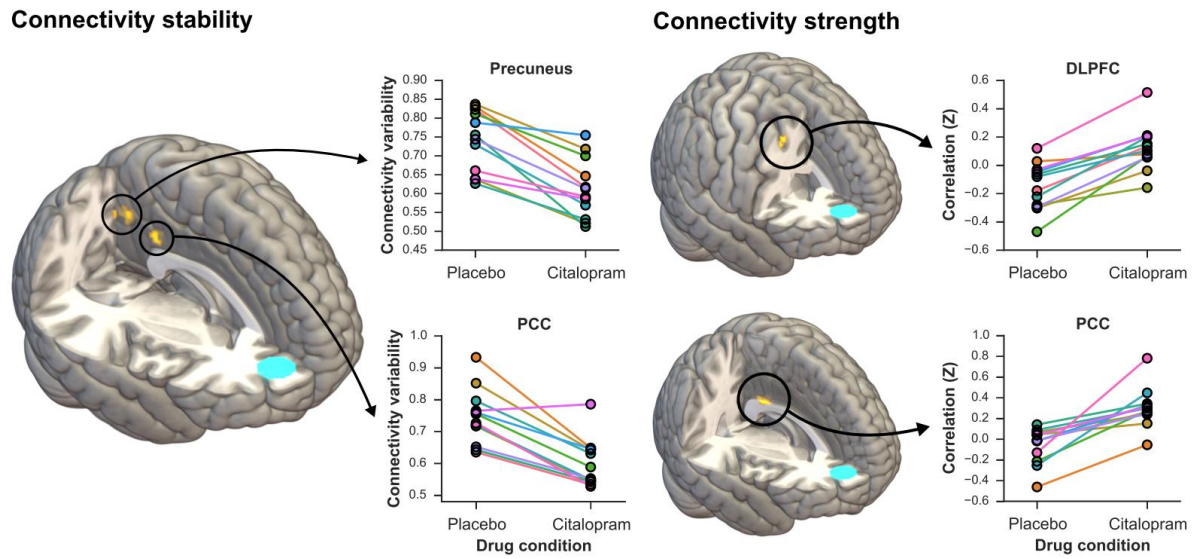 Connectivity stability
Precuneus
Connectivity variability
0.90
0.85
0.80
0.75
0.70
0.65
0.60
0.55
0.50
0.45
Placebo
Citalopram
PCC
Connectivity variability
1.0
0.9
0.8
0.7
0.6
0.5
Placebo
Citalopram
Drug condition
Connectivity strength
DLPFC
Correlation (Z)
0.6
0.4
0.2
0.0
−0.2
−0.4
−0.6
Placebo
Citalopram
PCC
Correlation (Z)
1.0
0.8
0.6
0.4
0.2
0.0
−0.2
−0.4
−0.6
Placebo
Citalopram
Drug condition